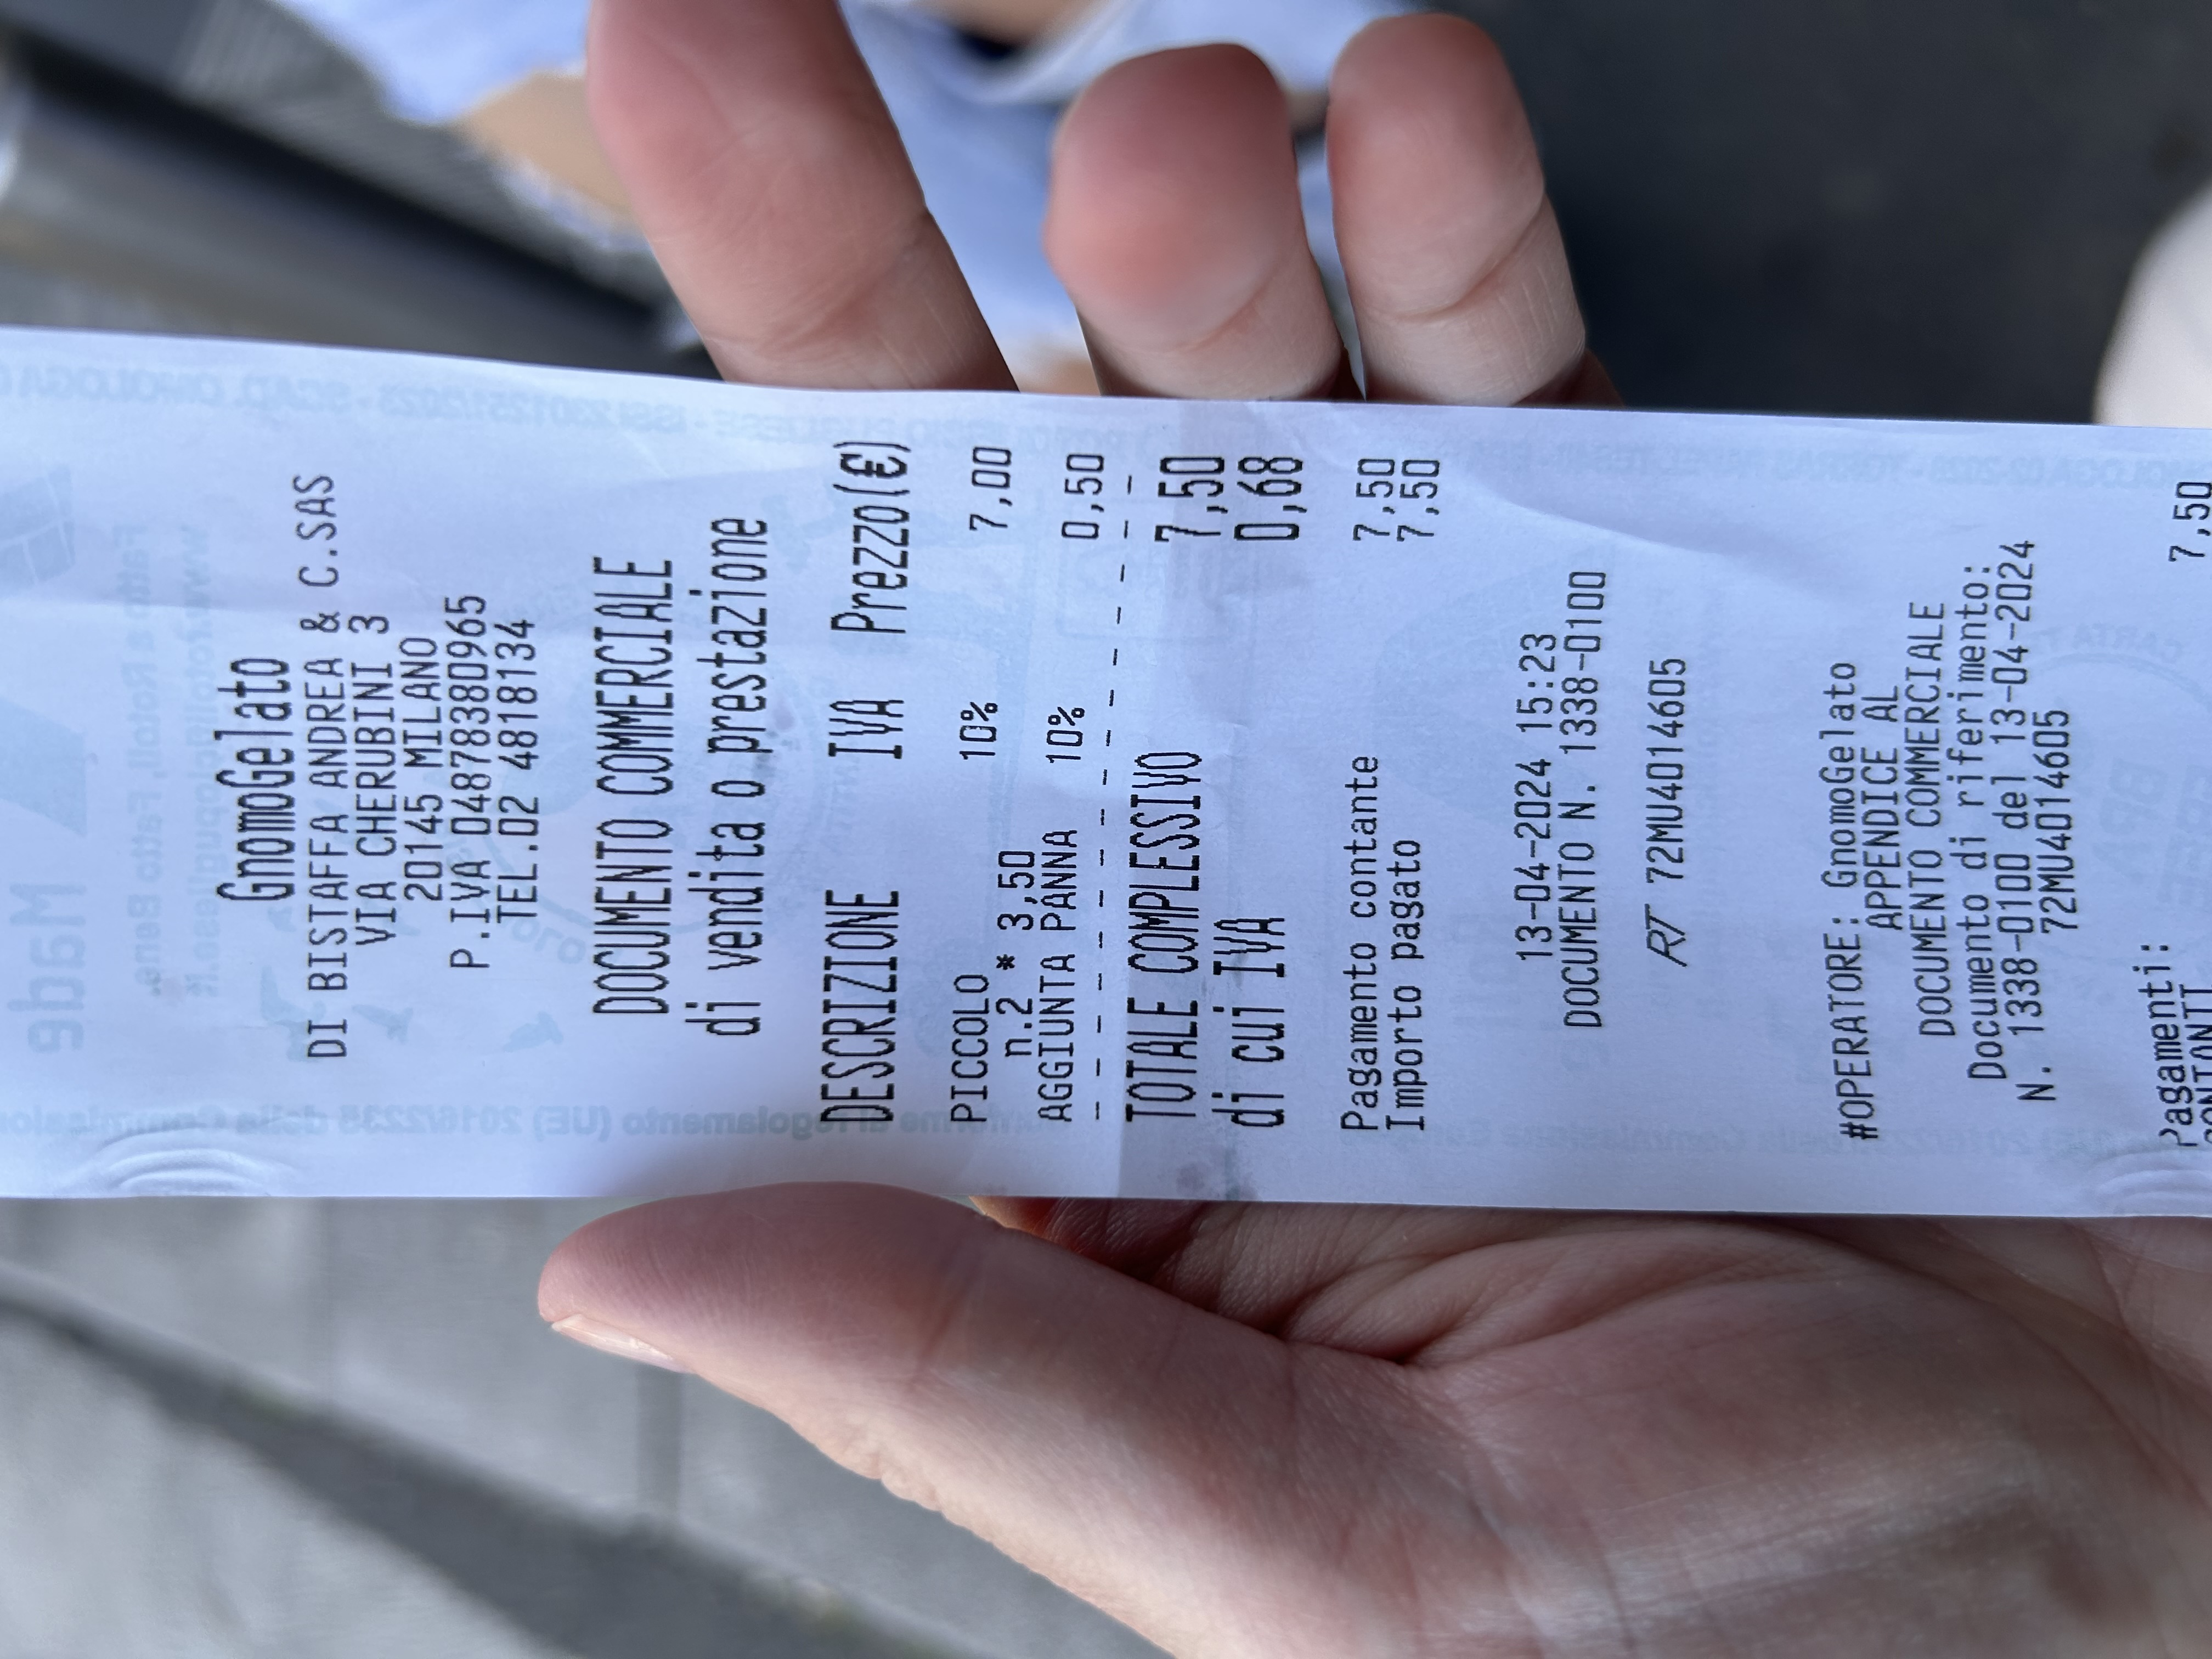 GnomoGelato
DI BISTAFFA ANDREA & C.SAS
VIA CHERUBINI 3
20145 MILANO
P.IVA 04878380965
TEL.02 4818134
DOCUMENTO COMMERCIALE
di vendita o prestazione
DESCRIZIONE IVA Prezzo(€)
PICCOLO 10% 7,00
n.2 * 3,50
AGGIUNTA PANNA 10% 0,50
TOTALE COMPLESSIVO 7,50
di cui IVA 0,68
Pagamento contante 7,50
Importo pagato 7,50
13-04-2024 15:23
DOCUMENTO N. 1338-0100
RT 72MU4014605
#OPERATORE: GnomoGelato
APPENDICE AL
DOCUMENTO COMMERCIALE
Documento di riferimento:
N. 1338-0100 del 13-04-2024
72MU4014605
Pagamenti:
7,50